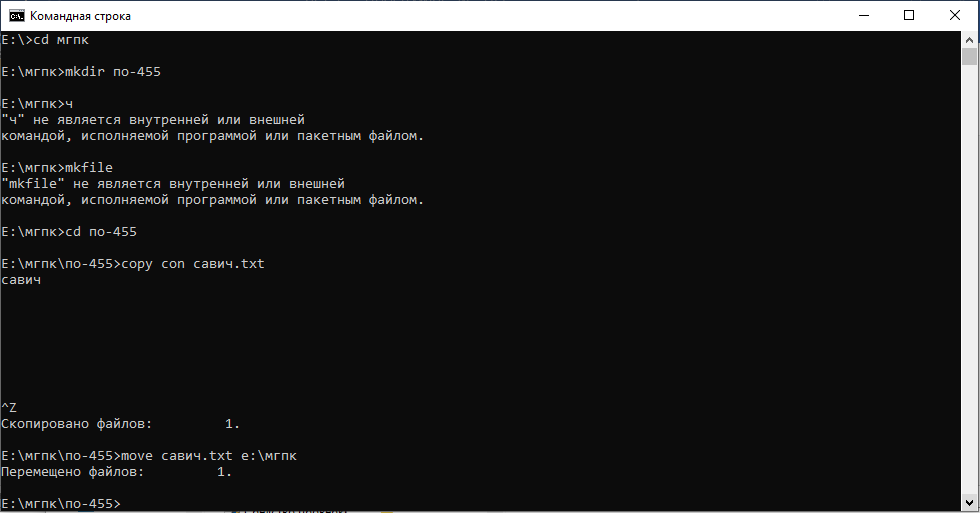 Командная строка
E:\>cd мгпк
E:\мгпк>mkdir по-455
E:\мгпк>ч
"ч" не является внутренней или внешней
командой, исполняемой программой или пакетным файлом.
E:\мгпк>mkfile
"mkfile" не является внутренней или внешней
командой, исполняемой программой или пакетным файлом.
E:\мгпк>cd по-455
E:\мгпк\по-455>copy con савич.txt
савич
^Z
Скопировано файлов:         1.
E:\мгпк\по-455>move савич.txt e:\мгпк
Перемещено файлов:         1.
E:\мгпк\по-455>